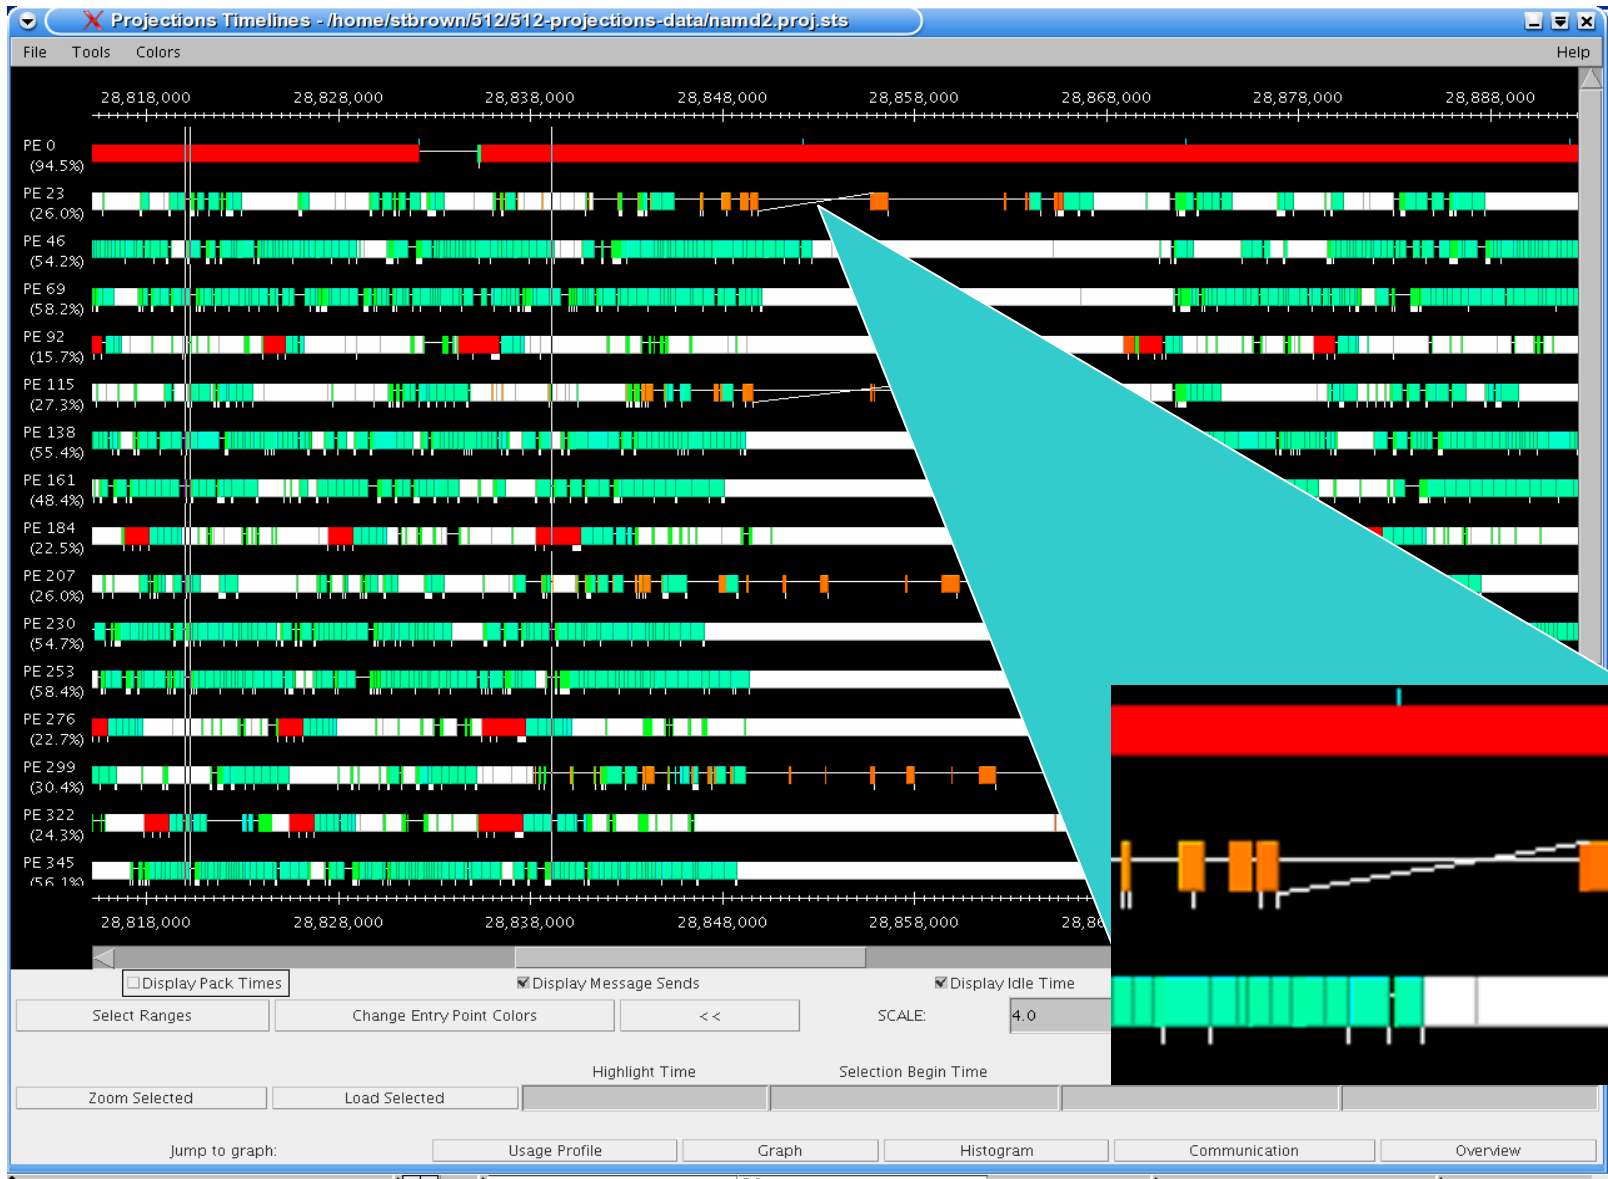 Projections Timelines - /home/stbrown/512/512-projections-data/namd2.proj.sts
File Tools Colors Help
28,818,000 28,828,000 28,838,000 28,848,000 28,858,000 28,868,000 28,878,000 28,888,000
PE 0
(94.5%)
PE 23
(26.0%)
PE 46
(54.2%)
PE 69
(58.2%)
PE 92
(15.7%)
PE 115
(27.3%)
PE 138
(55.4%)
PE 161
(48.4%)
PE 184
(22.5%)
PE 207
(26.0%)
PE 230
(54.7%)
PE 253
(58.4%)
PE 276
(22.7%)
PE 299
(30.4%)
PE 322
(24.3%)
PE 345
(56.1%)
28,818,000 28,828,000 28,838,000 28,848,000 28,858,000 28,86
Display Pack Times Display Message Sends Display Idle Time
Select Ranges Change Entry Point Colors << SCALE: 4.0
Highlight Time Selection Begin Time
Zoom Selected Load Selected
Jump to graph: Usage Profile Graph Histogram Communication Overview